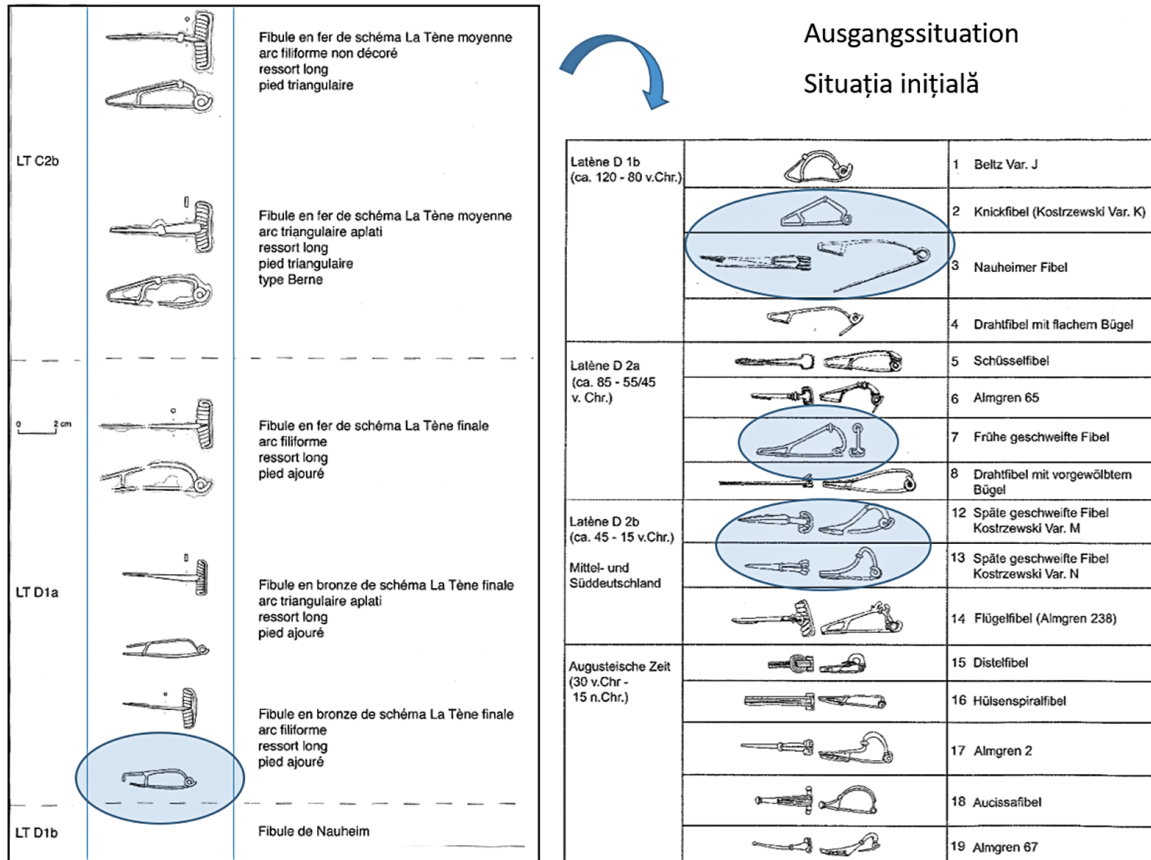 Fibule en fer de schéma La Tène moyenne
arc filiforme non décoré
ressort long
pied triangulaire
LT C2b
Fibule en fer de schéma La Tène moyenne
arc triangulaire aplati
ressort long
pied triangulaire
type Berne
0 2 cm
Fibule en fer de schéma La Tène finale
arc filiforme
ressort long
pied ajouré
LT D1a
Fibule en bronze de schéma La Tène finale
arc triangulaire aplati
ressort long
pied ajouré
Fibule en bronze de schéma La Tène finale
arc filiforme
ressort long
pied ajouré
LT D1b
Fibule de Nauheim
Ausgangssituation
Situația inițială
Latène D 1b
(ca. 120 - 80 v.Chr.)
1 Beltz Var. J
2 Knickfibel (Kostrzewski Var. K)
3 Nauheimer Fibel
4 Drahtfibel mit flachem Bügel
Latène D 2a
(ca. 85 - 55/45
v. Chr.)
5 Schüsselfibel
6 Almgren 65
7 Frühe geschweifte Fibel
8 Drahtfibel mit vorgewölbtem
Bügel
Latène D 2b
(ca. 45 - 15 v.Chr.)
Mittel- und
Süddeutschland
12 Späte geschweifte Fibel
Kostrzewski Var. M
13 Späte geschweifte Fibel
Kostrzewski Var. N
14 Flügelfibel (Almgren 238)
Augusteische Zeit
(30 v.Chr -
15 n.Chr.)
15 Distelfibel
16 Hülsenspiralfibel
17 Almgren 2
18 Aucissafibel
19 Almgren 67